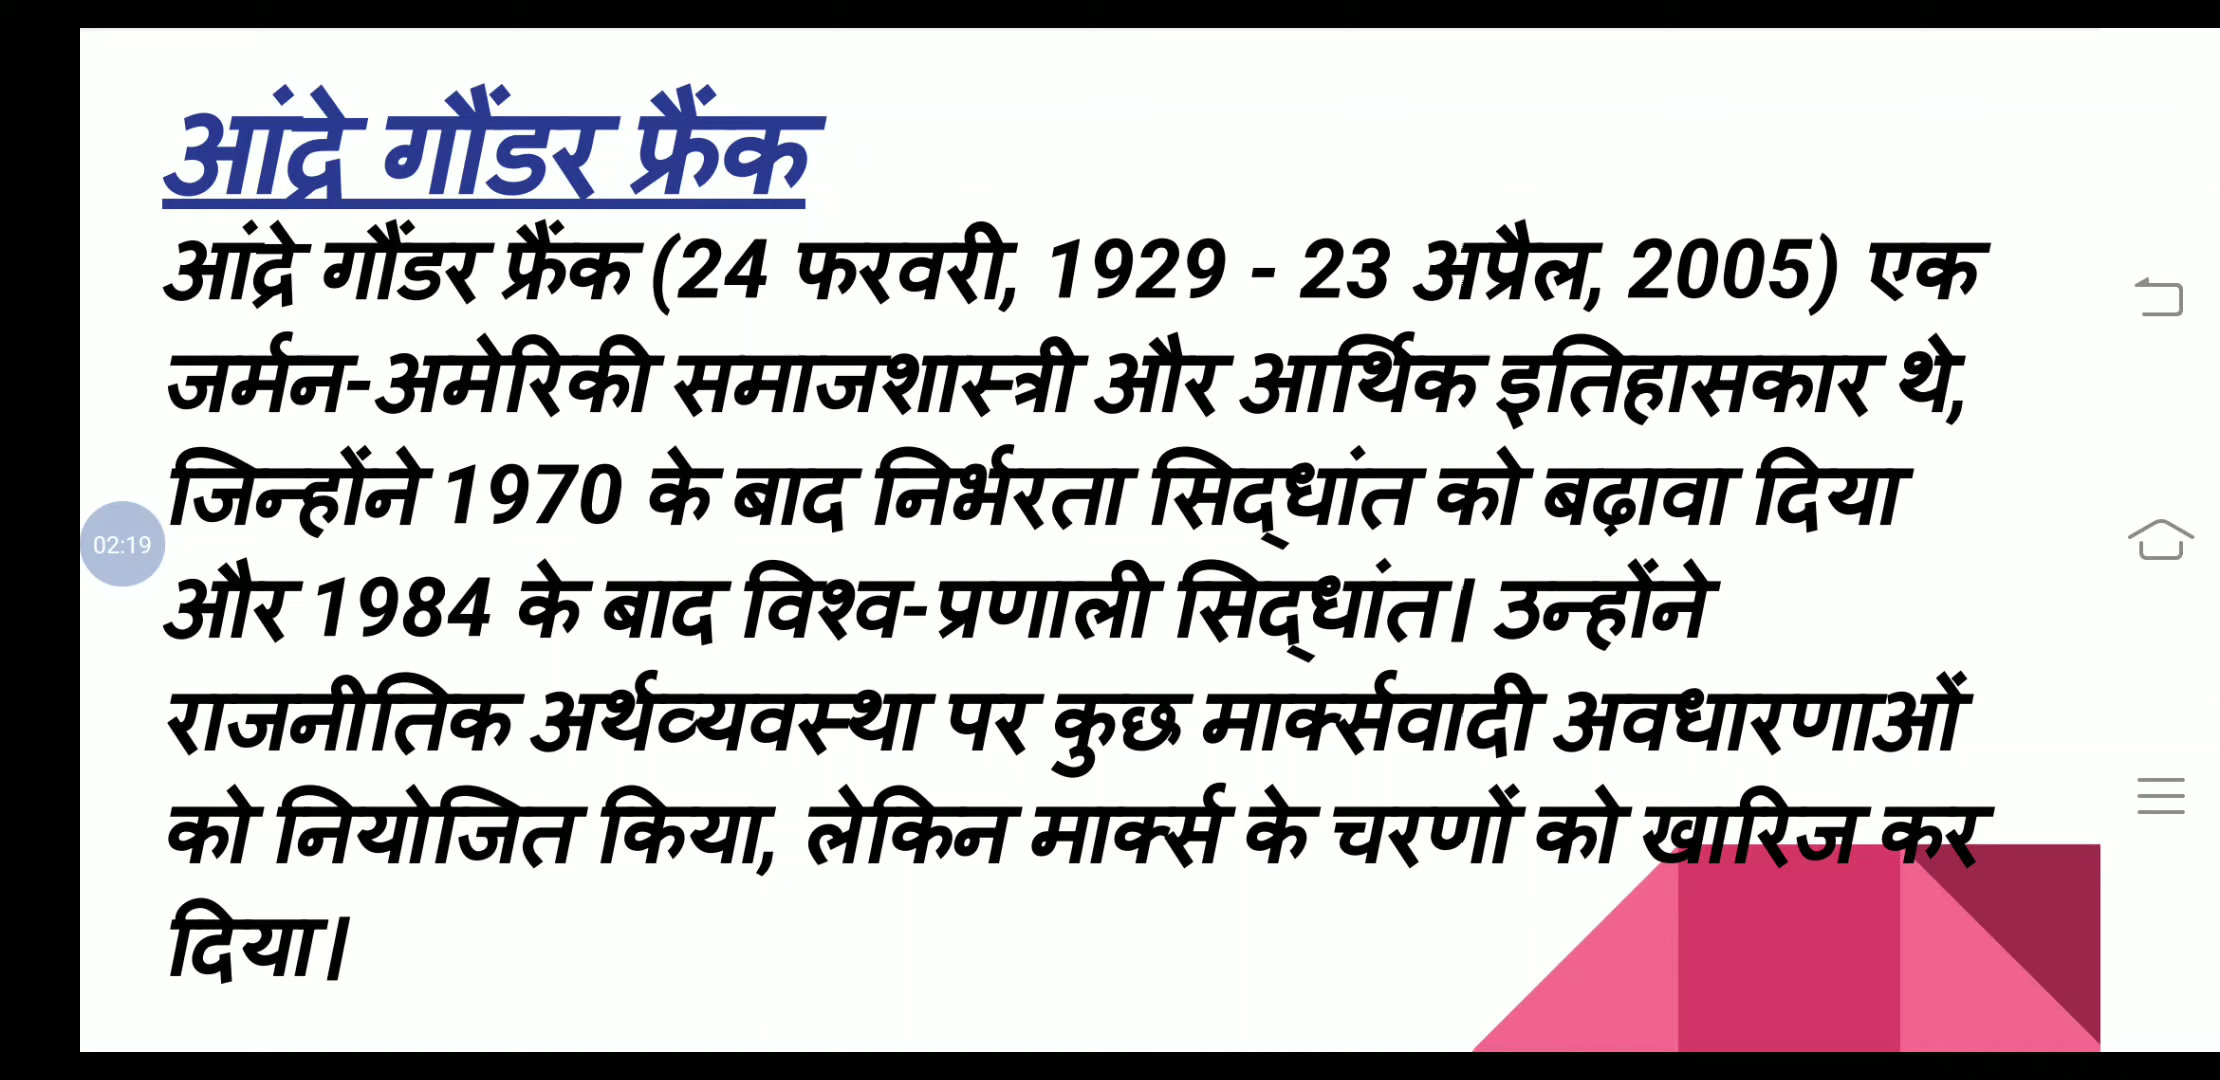 आंद्रे गौंडर फ्रैंक
आंद्रे गौंडर फ्रैंक (24 फरवरी, 1929 - 23 अप्रैल, 2005) एक
जर्मन-अमेरिकी समाजशास्त्री और आर्थिक इतिहासकार थे,
जिन्होंने 1970 के बाद निर्भरता सिद्धांत को बढ़ावा दिया
02:19
और 1984 के बाद विश्व-प्रणाली सिद्धांत। उन्होंने
राजनीतिक अर्थव्यवस्था पर कुछ मार्क्सवादी अवधारणाओं
को नियोजित किया, लेकिन मार्क्स के चरणों को खारिज कर
दिया।